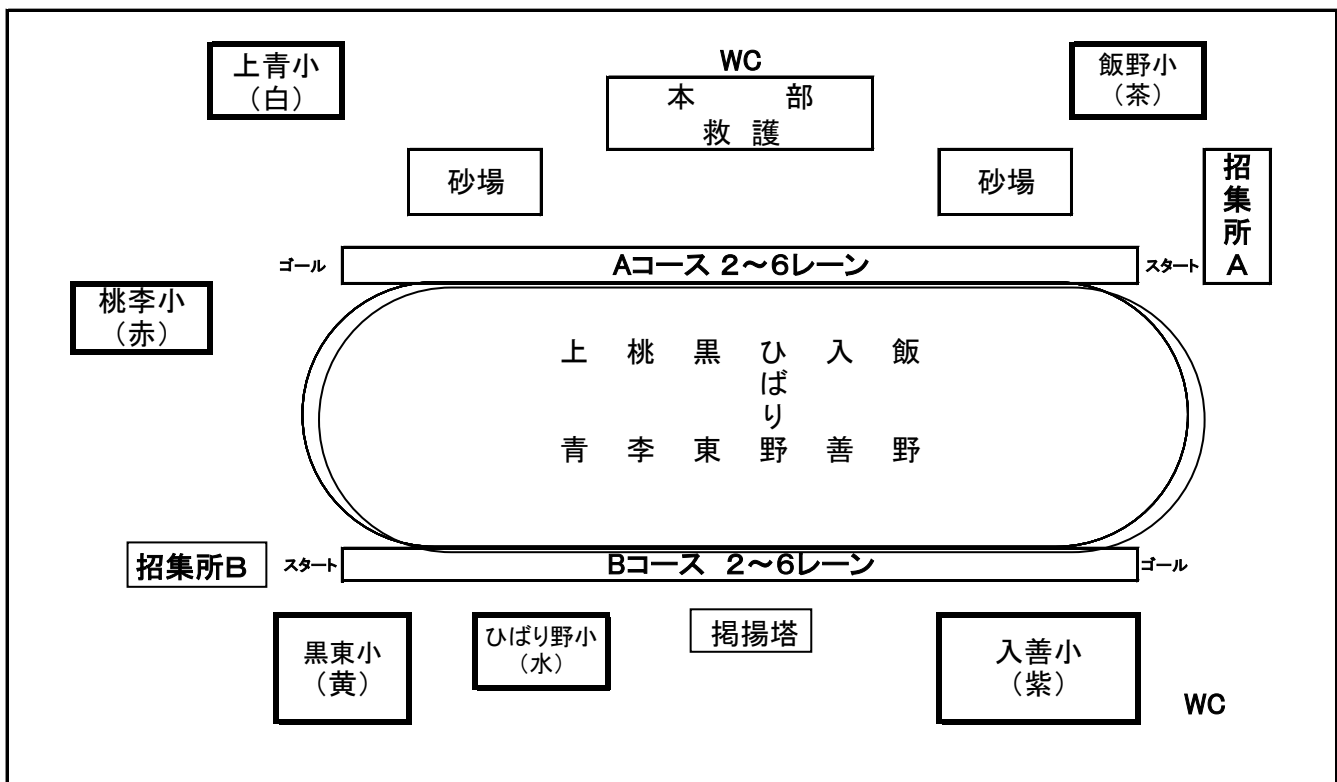 WC
上青小
(白)
本 部
救 護
飯野小
(茶)
砂場
砂場
招集所A
ゴール
Aコース 2～6レーン
スタート
桃李小
(赤)
上青
桃李
黒東
ひばり野
入善
飯野
招集所B
スタート
Bコース 2～6レーン
ゴール
黒東小
(黄)
ひばり野小
(水)
掲揚塔
入善小
(紫)
WC